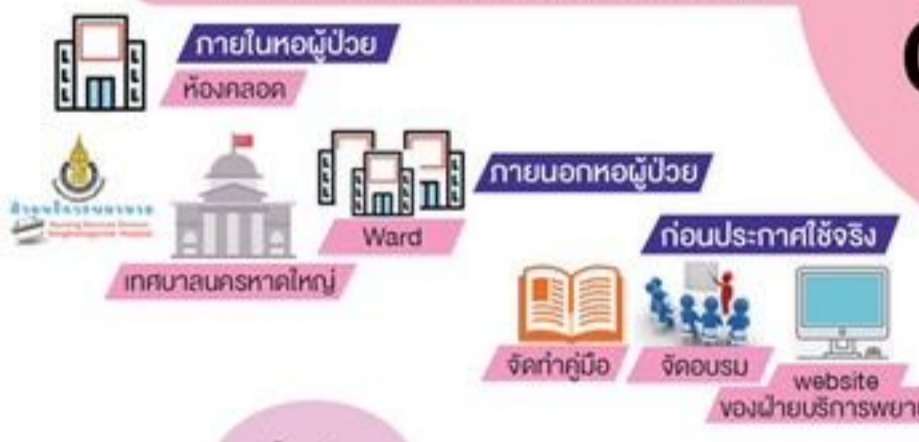 ภายในหอผู้ป่วย
ห้องคลอด
ภายนอกหอผู้ป่วย
Ward
เทศบาลนครหาดใหญ่
ก่อนประกาศใช้จริง
จัดทำคู่มือ
จัดอบรม
website
ของฝ่ายบริการพยา